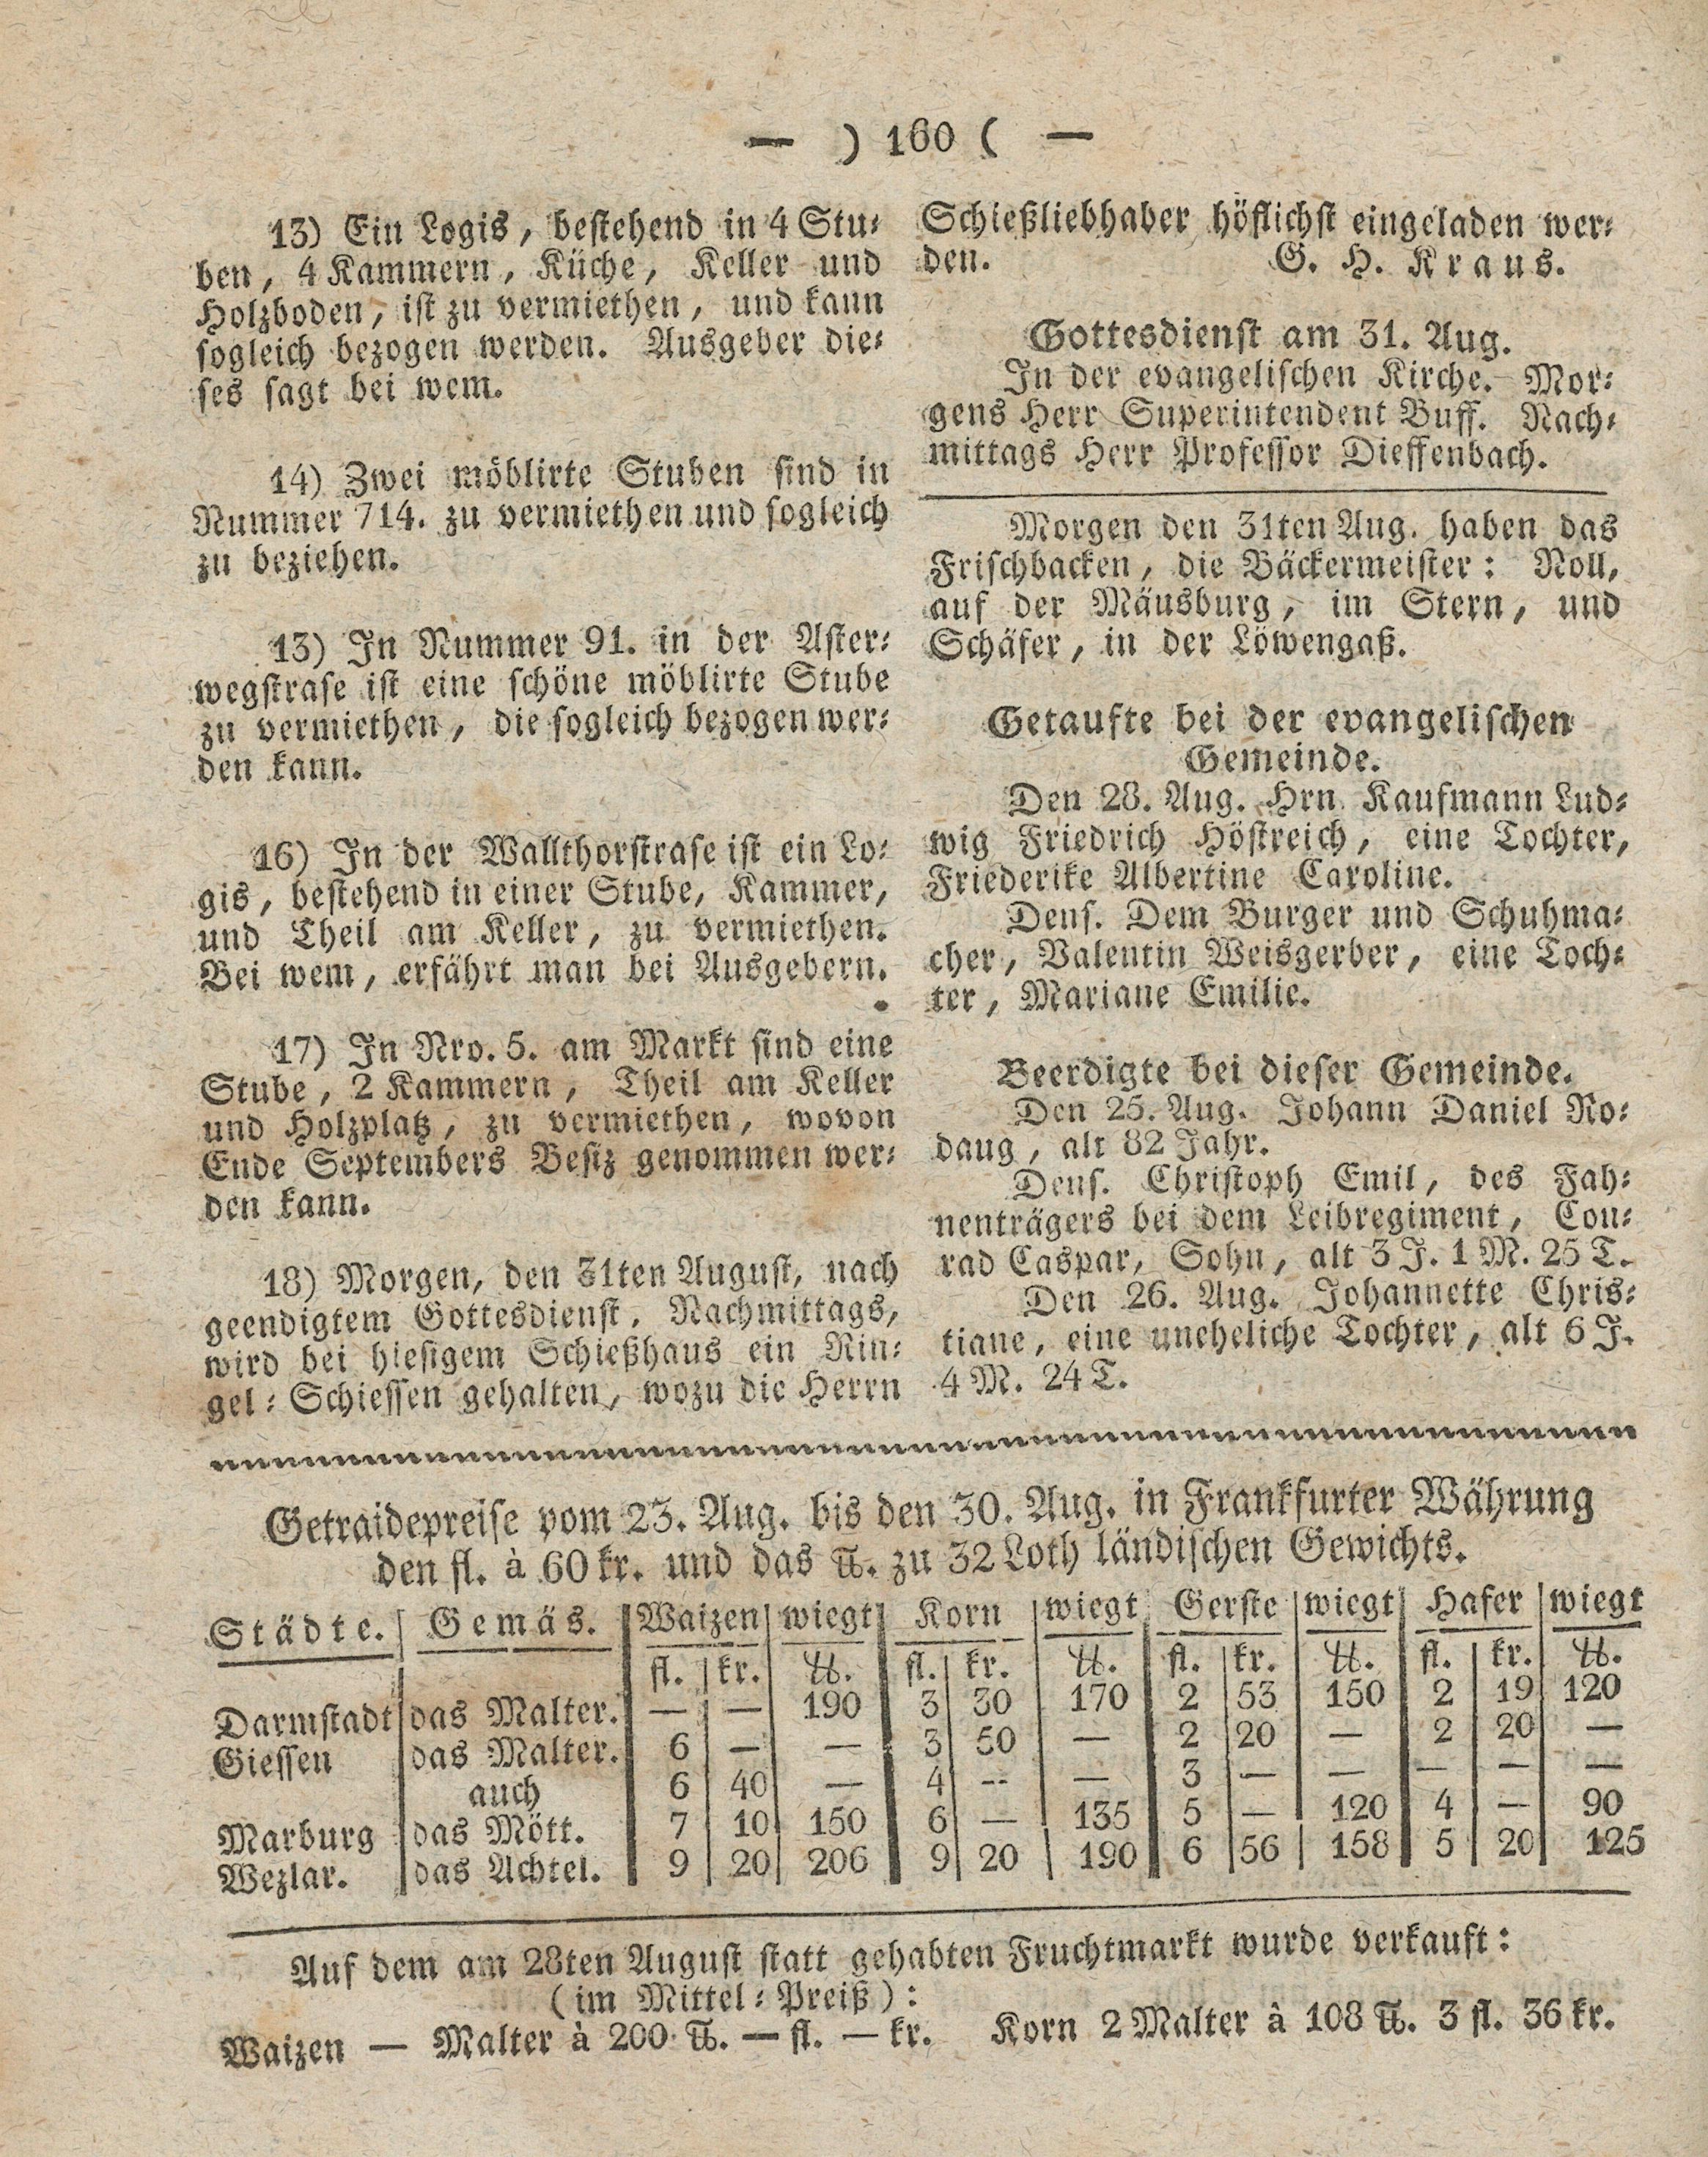 — ) 160 ( —
13) Ein Logis, bestehend in 4 Stu-
ben, 4 Kammern, Küche, Keller und
Holzboden, ist zu vermiethen, und kann
sogleich bezogen werden. Ausgeber die-
ses sagt bei wem.
14) Zwei möblirte Stuben sind in
Nummer 714. zu vermiethen und sogleich
zu beziehen.
13) In Nummer 91. in der Aster-
wegstrase ist eine schöne möblirte Stube
zu vermiethen, die sogleich bezogen wer-
den kann.
16) In der Wallthorstrase ist ein Lo-
gis, bestehend in einer Stube, Kammer,
und Theil am Keller, zu vermiethen.
Bei wem, erfährt man bei Ausgebern.
17) In Nro. 5. am Markt sind eine
Stube, 2 Kammern, Theil am Keller
und Holzplatz, zu vermiethen, wovon
Ende Septembers Besiz genommen wer-
den kann.
18) Morgen, den 31ten August, nach
geendigtem Gottesdienst, Nachmittags,
wird bei hiesigem Schießhaus ein Rin-
gel-Schiessen gehalten, wozu die Herrn
Schießliebhaber höflichst eingeladen wer-
den. G. H. Kraus.
Gottesdienst am 31. Aug.
In der evangelischen Kirche. Mor-
gens Herr Superintendent Buff. Nach-
mittags Herr Professor Dieffenbach.
Morgen den 31ten Aug. haben das
Frischbacken, die Bäckermeister: Noll,
auf der Mäusburg, im Stern, und
Schäfer, in der Löwengaß.
Getaufte bei der evangelischen
Gemeinde.
Den 28. Aug. Hrn. Kaufmann Lud-
wig Friedrich Höstreich, eine Tochter,
Friederike Albertine Caroline.
Dens. Dem Burger und Schuhma-
cher, Valentin Weisgerber, eine Toch-
ter, Mariane Emilie.
Beerdigte bei dieser Gemeinde.
Den 25. Aug. Johann Daniel Ro-
daug, alt 82 Jahr.
Dens. Christoph Emil, des Fah-
nenträgers bei dem Leibregiment, Con-
rad Caspar, Sohn, alt 3 J. 1 M. 25 T.
Den 26. Aug. Johannette Chris-
tiane, eine uneheliche Tochter, alt 6 J.
4 M. 24 T.
Getraidepreise vom 23. Aug. bis den 30. Aug. in Frankfurter Währung
den fl. à 60 kr. und das ℔. zu 32 Loth ländischen Gewichts.
Städte. Gemäs. Waizen wiegt Korn wiegt Gerste wiegt Hafer wiegt
fl. kr. ℔. fl. kr. ℔. fl. kr. ℔. fl. kr. ℔.
Darmstadt das Malter. — — 190 3 30 170 2 53 150 2 19 120
Giessen das Malter. 6 — — 3 50 — 2 20 — 2 20 —
auch 6 40 — 4 -- — 3 — — — — —
Marburg das Mött. 7 10 150 6 — 135 5 — 120 4 — 90
Wezlar. das Achtel. 9 20 206 9 20 190 6 56 158 5 20 125
Auf dem am 28ten August statt gehabten Fruchtmarkt wurde verkauft:
(im Mittel-Preiß):
Waizen — Malter à 200 ℔. — fl. — kr. Korn 2 Malter à 108 ℔. 3 fl. 36 kr.